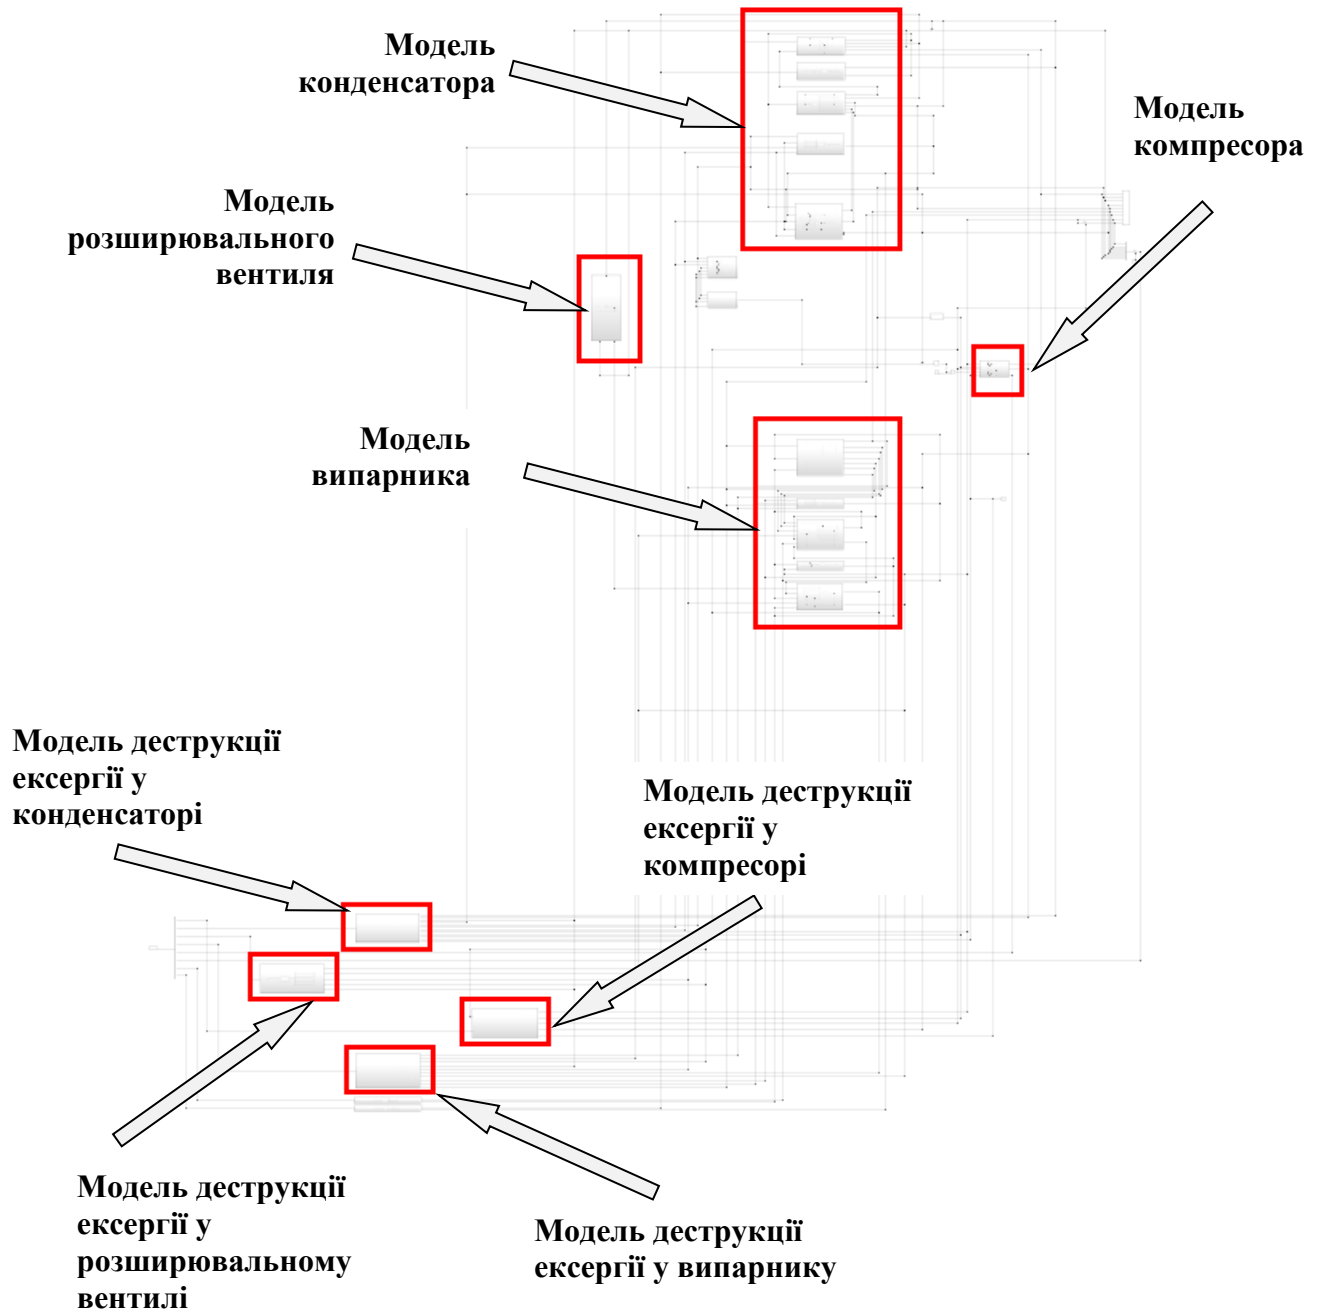 Модель
конденсатора
Модель
компресора
Модель
розширювального
вентиля
Модель
випарника
Модель деструкції
ексергії у
конденсаторі
Модель деструкції
ексергії у
компресорі
Модель деструкції
ексергії у
розширювальному
вентилі
Модель деструкції
ексергії у випарнику